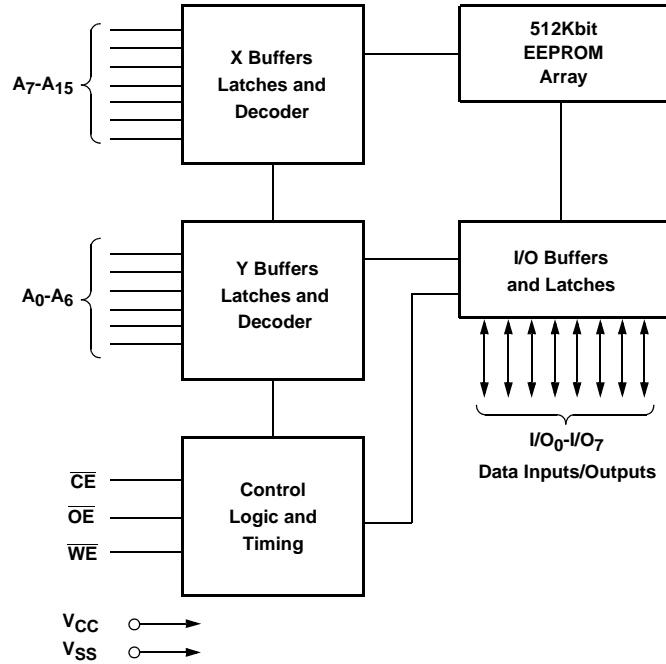 X Buffers
Latches and
Decoder
512Kbit
EEPROM
Array
A7-A15
Y Buffers
Latches and
Decoder
I/O Buffers
and Latches
A0-A6
I/O0-I/O7
Data Inputs/Outputs
CE
OE
WE
Control
Logic and
Timing
VCC
VSS